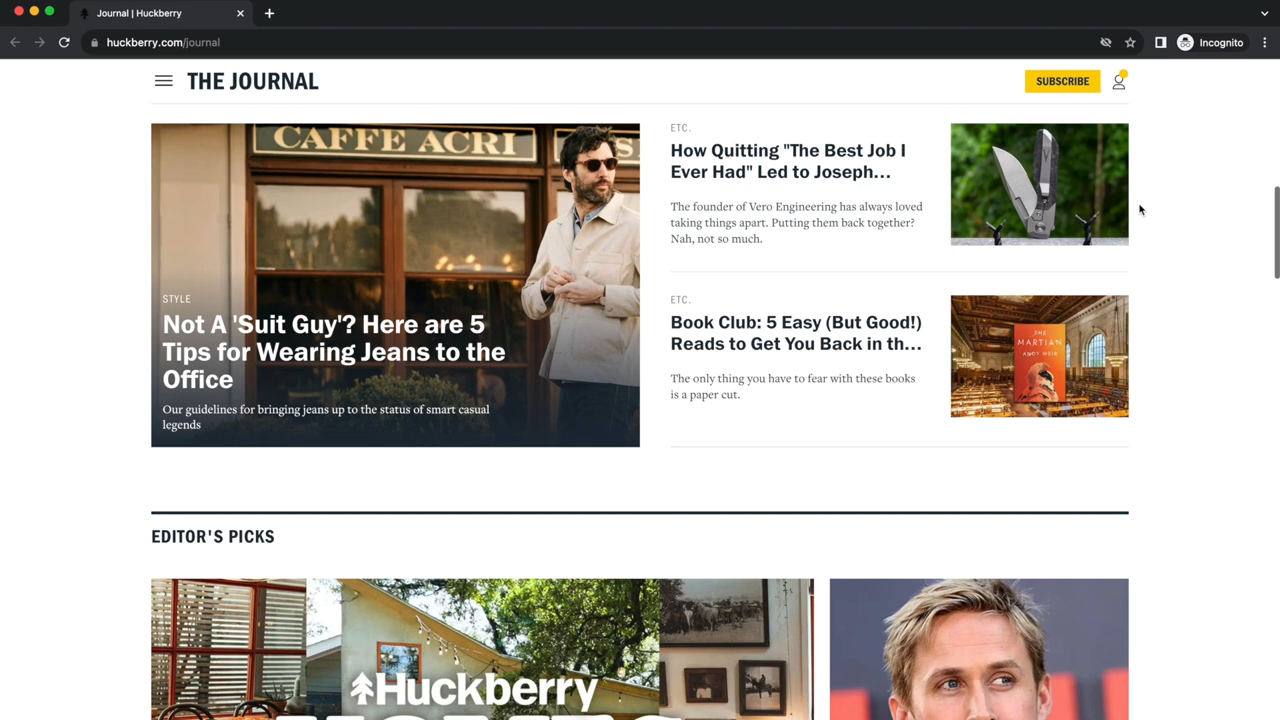 Journal | Huckberry
huckberry.com/journal
Incognito
THE JOURNAL
SUBSCRIBE
CAFFE ACRI
STYLE
Not A 'Suit Guy'? Here are 5
Tips for Wearing Jeans to the
Office
Our guidelines for bringing jeans up to the status of smart casual
legends
ETC.
How Quitting "The Best Job I
Ever Had" Led to Joseph...
The founder of Vero Engineering has always loved
taking things apart. Putting them back together?
Nah, not so much.
ETC.
Book Club: 5 Easy (But Good!)
Reads to Get You Back in th...
The only thing you have to fear with these books
is a paper cut.
THE
MARTIAN
ANDY WEIR
EDITOR'S PICKS
Huckberry